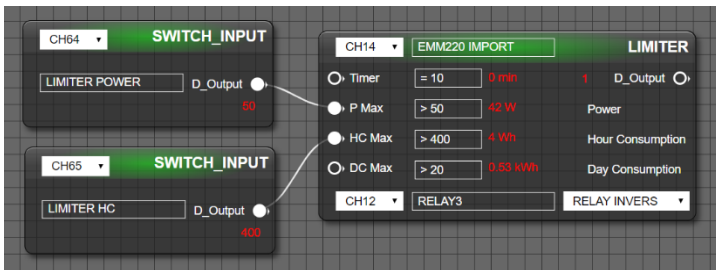 CH64 SWITCH_INPUT
LIMITER POWER D_Output
50
CH65 SWITCH_INPUT
LIMITER HC D_Output
400
CH14 EMM220 IMPORT LIMITER
Timer = 10 0 min 1 D_Output
P Max > 50 42 W Power
HC Max > 400 4 Wh Hour Consumption
DC Max > 20 0.53 kWh Day Consumption
CH12 RELAY3 RELAY INVERS